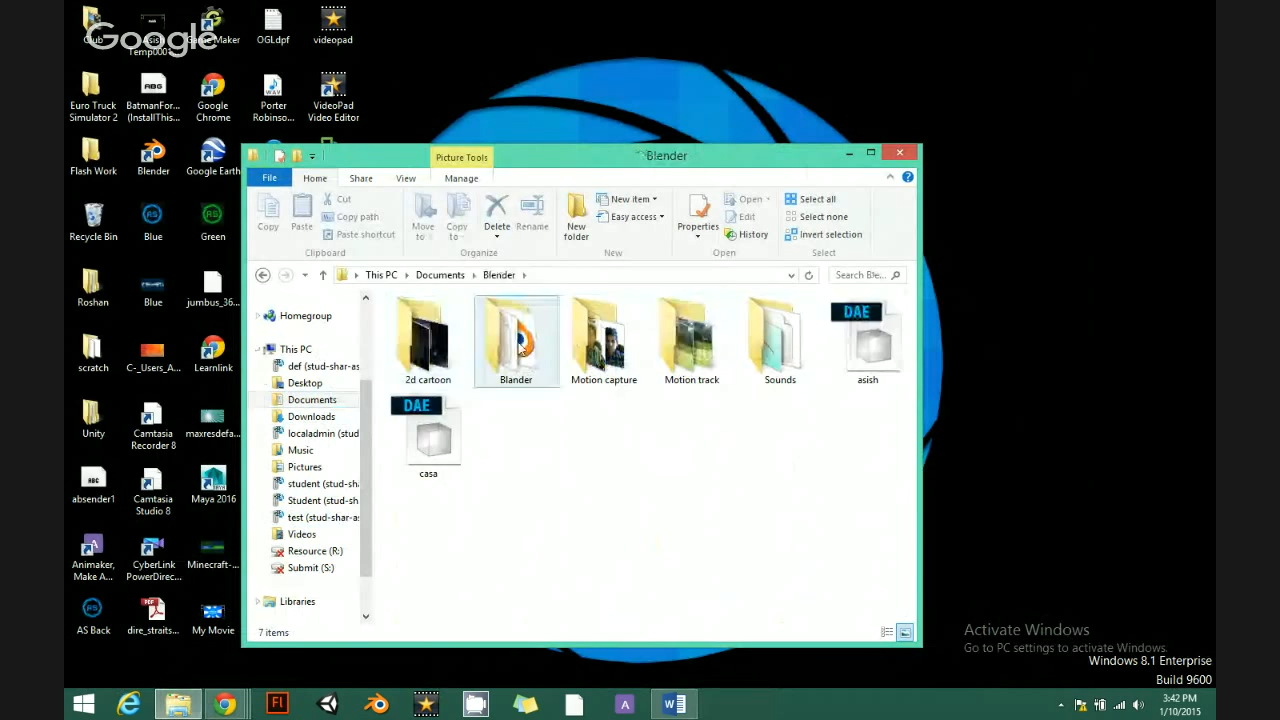 Google
Club
Asish
Temp000...
Game Maker
OGLdpf
videopad
Euro Truck
Simulator 2
BatmanFor...
(InstallThis...
Google
Chrome
Porter
Robinso...
VideoPad
Video Editor
Flash Work
Blender
Google Earth
Recycle Bin
Blue
Green
Roshan
Blue
jumbus_36...
scratch
C-_Users_A...
Learnlink
Unity
Camtasia
Recorder 8
maxresdefa...
absender1
Camtasia
Studio 8
Maya 2016
Animaker,
Make A...
CyberLink
PowerDirec...
Minecraft-...
AS Back
dire_straits...
My Movie
Picture Tools
Blender
File
Home
Share
View
Manage
Copy
Paste
Cut
Copy path
Paste shortcut
Clipboard
Move
to
Copy
to
Delete
Rename
Organize
New
folder
New item
Easy access
New
Properties
Open
Edit
History
Open
Select all
Select none
Invert selection
Select
This PC
Documents
Blender
Search Ble...
Homegroup
This PC
def (stud-shar-as
Desktop
Documents
Downloads
localadmin (stud
Music
Pictures
student (stud-sh
Student (stud-sh
test (stud-shar-as
Videos
Resource (R:)
Submit (S:)
Libraries
2d cartoon
Blander
Motion capture
Motion track
Sounds
DAE
asish
DAE
casa
7 items
Activate Windows
Go to PC settings to activate Windows.
Windows 8.1 Enterprise
Build 9600
3:42 PM
1/10/2015